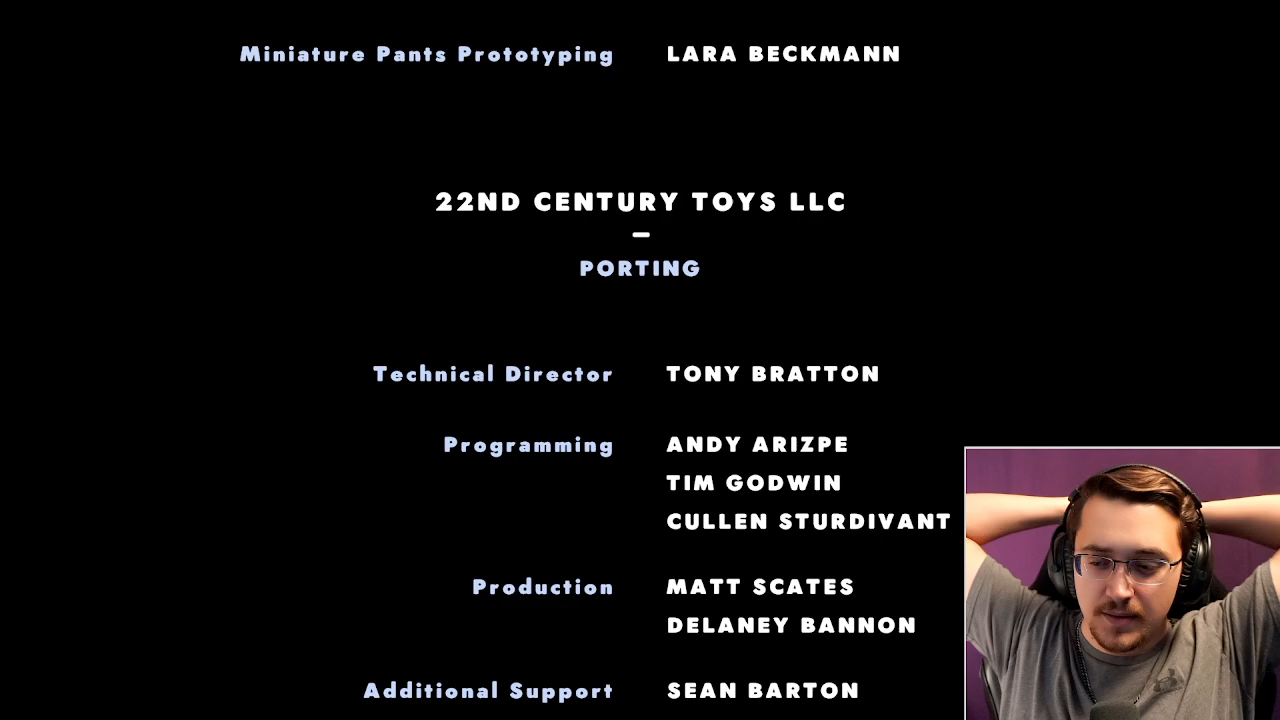 Miniature Pants Prototyping LARA BECKMANN
22ND CENTURY TOYS LLC
–
PORTING
Technical Director TONY BRATTON
Programming ANDY ARIZPE
TIM GODWIN
CULLEN STURDIVANT
Production MATT SCATES
DELANEY BANNON
Additional Support SEAN BARTON